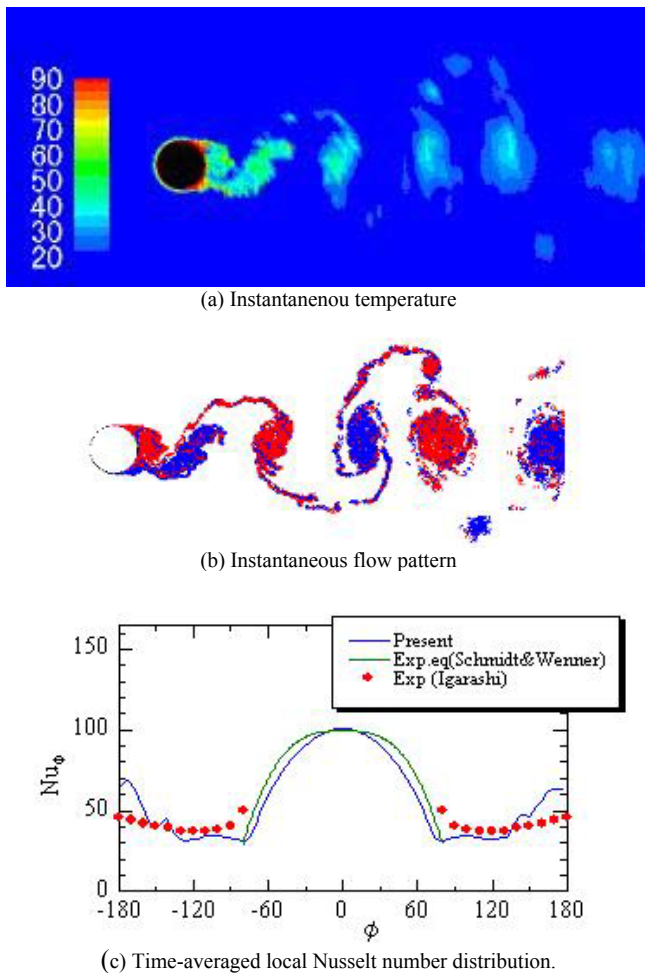 90
80
70
60
50
40
30
20
(a) Instantanenou temperature
(b) Instantaneous flow pattern
150
100
50
0
NuΦ
Present
Exp.eq(Schmidt&Wenner)
Exp (Igarashi)
-180 -120 -60 0 60 120 180
ϕ
(c) Time-averaged local Nusselt number distribution.